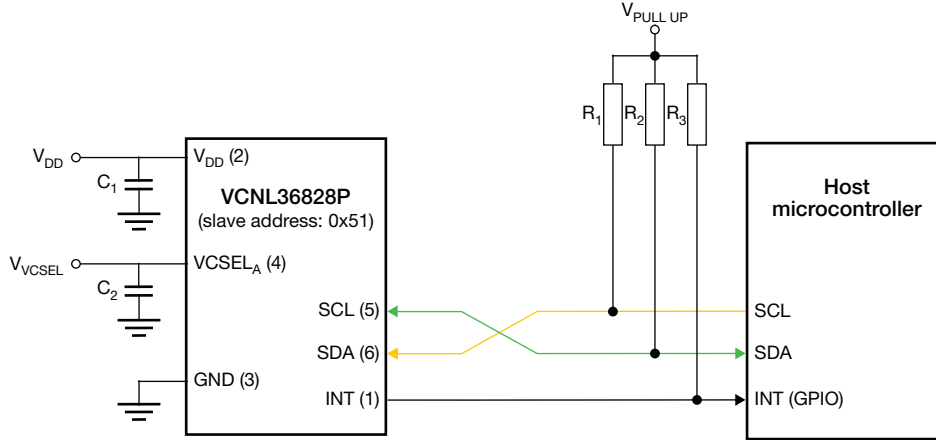 V_PULL UP
R1
R2
R3
VDD
C1
VDD (2)
VCNL36828P
(slave address: 0x51)
VVCSEL
C2
VCSELA (4)
SCL (5)
SDA (6)
GND (3)
INT (1)
Host
microcontroller
SCL
SDA
INT (GPIO)